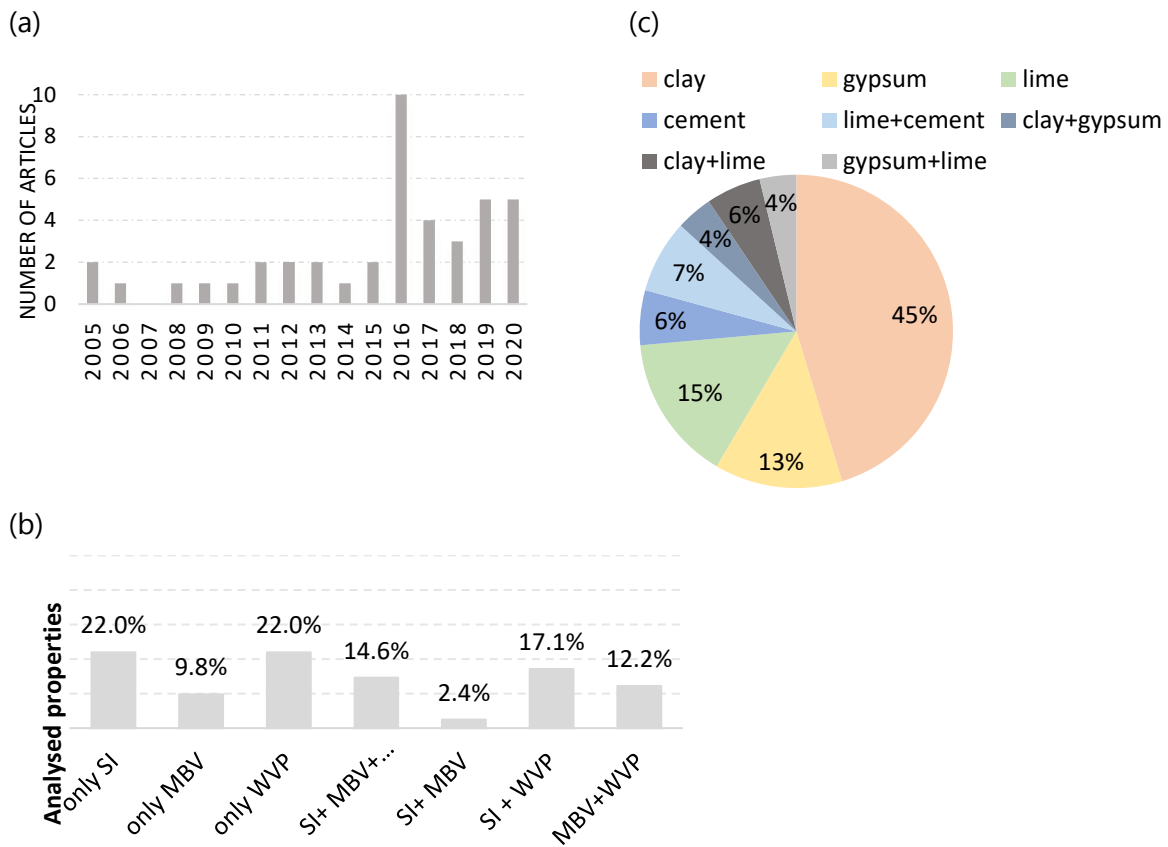 (a)
NUMBER OF ARTICLES
10
8
6
4
2
0
2005 2006 2007 2008 2009 2010 2011 2012 2013 2014 2015 2016 2017 2018 2019 2020
(b)
Analysed properties
22.0% 9.8% 22.0% 14.6% 2.4% 17.1% 12.2%
only SI only MBV only WVP SI+ MBV+... SI+ MBV SI + WVP MBV+WVP
(c)
clay gypsum lime
cement lime+cement clay+gypsum
clay+lime gypsum+lime
45%
13%
15%
6%
7%
4%
6%
4%